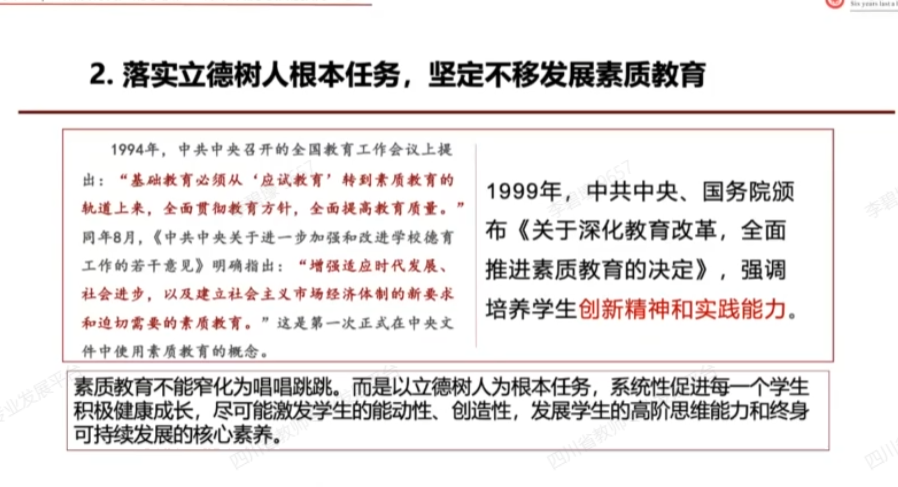 2. 落实立德树人根本任务，坚定不移发展素质教育
1994年，中共中央召开的全国教育工作会议上提
出：“基础教育必须从‘应试教育’转到素质教育的
轨道上来，全面贯彻教育方针，全面提高教育质量。”
同年8月，《中共中央关于进一步加强和改进学校德育
工作的若干意见》明确指出：“增强适应时代发展、
社会进步，以及建立社会主义市场经济体制的新要求
和迫切需要的素质教育。”这是第一次正式在中央文
件中使用素质教育的概念。
1999年，中共中央、国务院颁
布《关于深化教育改革，全面
推进素质教育的决定》，强调
培养学生创新精神和实践能力。
素质教育不能窄化为唱唱跳跳。而是以立德树人为根本任务，系统性促进每一个学生
积极健康成长，尽可能激发学生的能动性、创造性，发展学生的高阶思维能力和终身
可持续发展的核心素养。